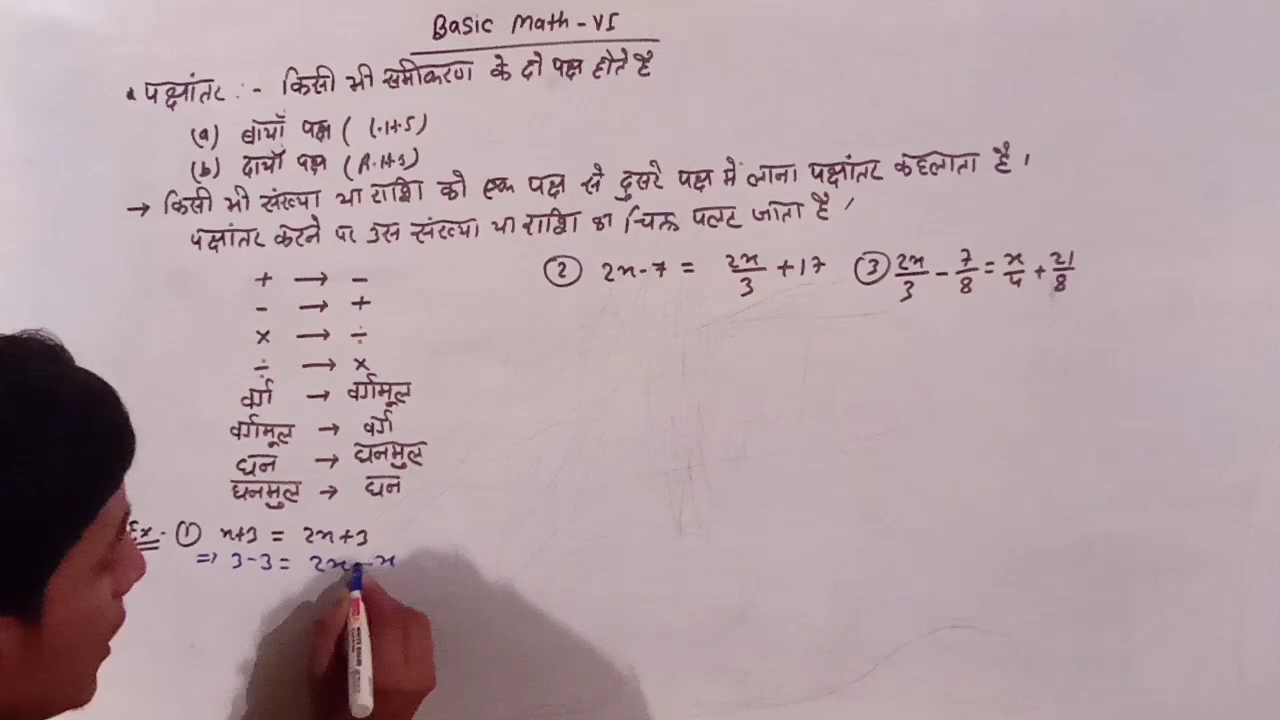 Basic Math-VI
* पक्षांतर :- किसी भी समीकरण के दो पक्ष होते है
(a) बायाँ पक्ष ( L.H.S)
(b) दायाँ पक्ष (R.H.S)
→ किसी भी संख्या या राशि को एक पक्ष से दुसरे पक्ष में लाना पक्षांतर कहलाता है।
पक्षांतर करने पर उस संख्या या राशि का चिह्न पलट जाता है।
+ → -
- → +
× → ÷
÷ → ×
वर्ग → वर्गमूल
वर्गमूल → वर्ग
घन → घनमुल
घनमुल → घन
Ex - ① x+3 = 2x+3
⇒ 3-3 = 2x-x
② 2x-7 = 2x/3 +17
③ 2x/3 - 7/8 = x/4 + 21/8